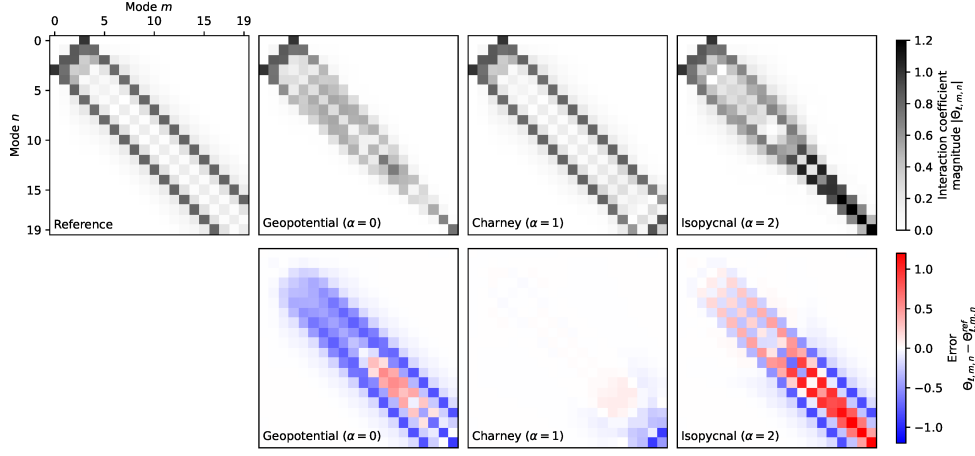 Mode m
0 5 10 15 19
0
5
10
15
19
Mode n
Reference
Geopotential (α = 0)
Charney (α = 1)
Isopycnal (α = 2)
1.2
1.0
0.8
0.6
0.4
0.2
0.0
Interaction coefficient
magnitude |Θℓ, m, n|
Geopotential (α = 0)
Charney (α = 1)
Isopycnal (α = 2)
1.0
0.5
0.0
−0.5
−1.0
Error
Θℓ, m, n − Θ^ref ℓ, m, n